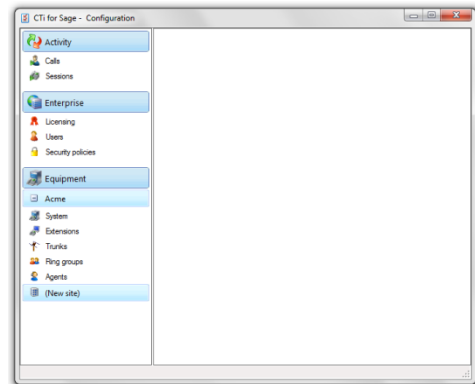 CTi for Sage - Configuration
Activity
Calls
Sessions
Enterprise
Licensing
Users
Security policies
Equipment
Acme
System
Extensions
Trunks
Ring groups
Agents
(New site)